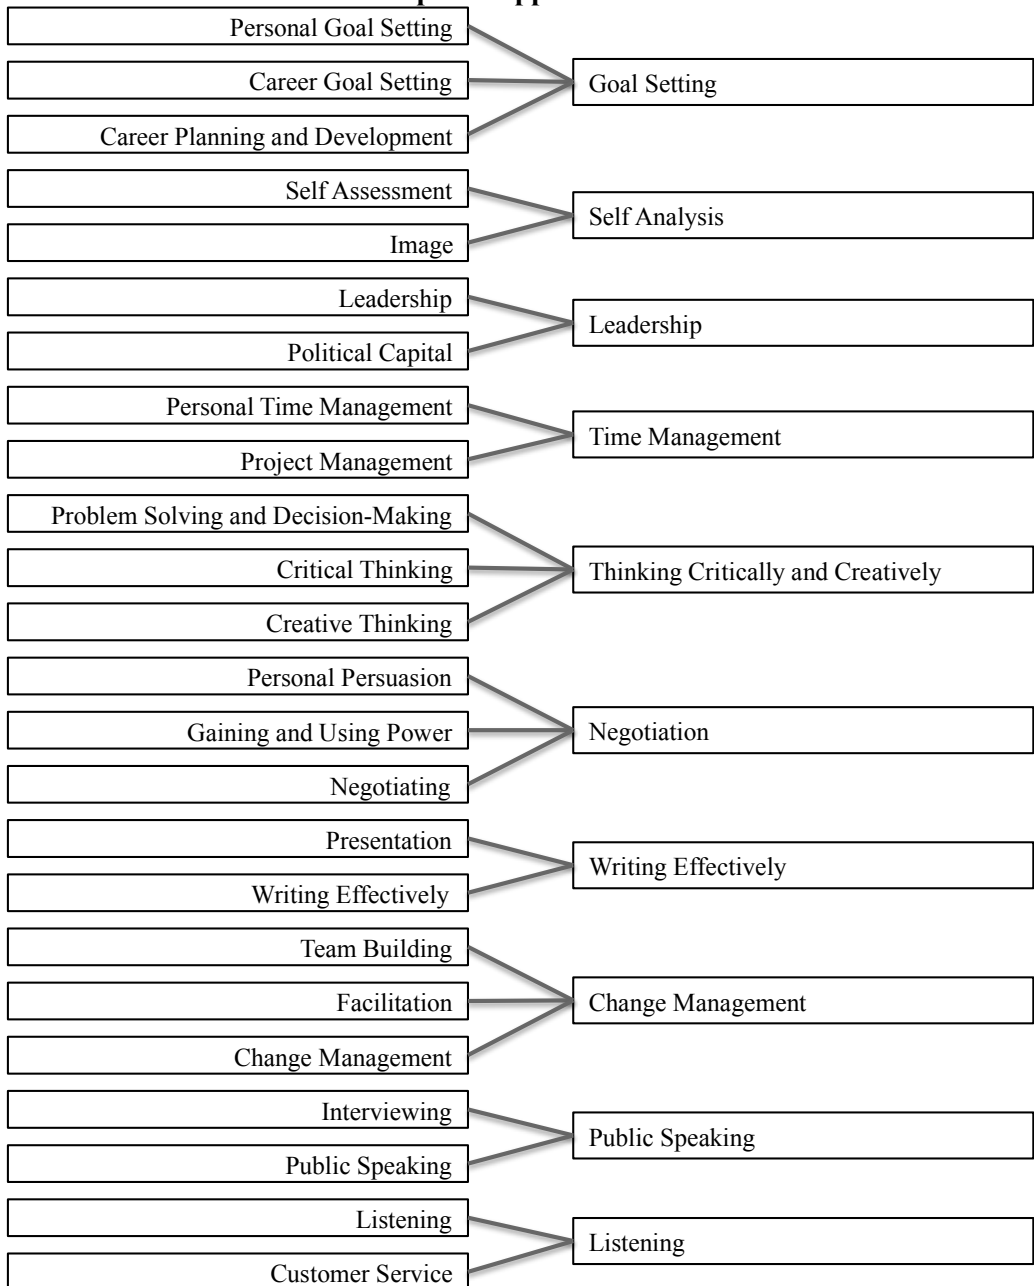 Personal Goal Setting
Career Goal Setting
Goal Setting
Career Planning and Development
Self Assessment
Self Analysis
Image
Leadership
Leadership
Political Capital
Personal Time Management
Time Management
Project Management
Problem Solving and Decision-Making
Critical Thinking
Thinking Critically and Creatively
Creative Thinking
Personal Persuasion
Gaining and Using Power
Negotiation
Negotiating
Presentation
Writing Effectively
Writing Effectively
Team Building
Facilitation
Change Management
Change Management
Interviewing
Public Speaking
Public Speaking
Listening
Listening
Customer Service